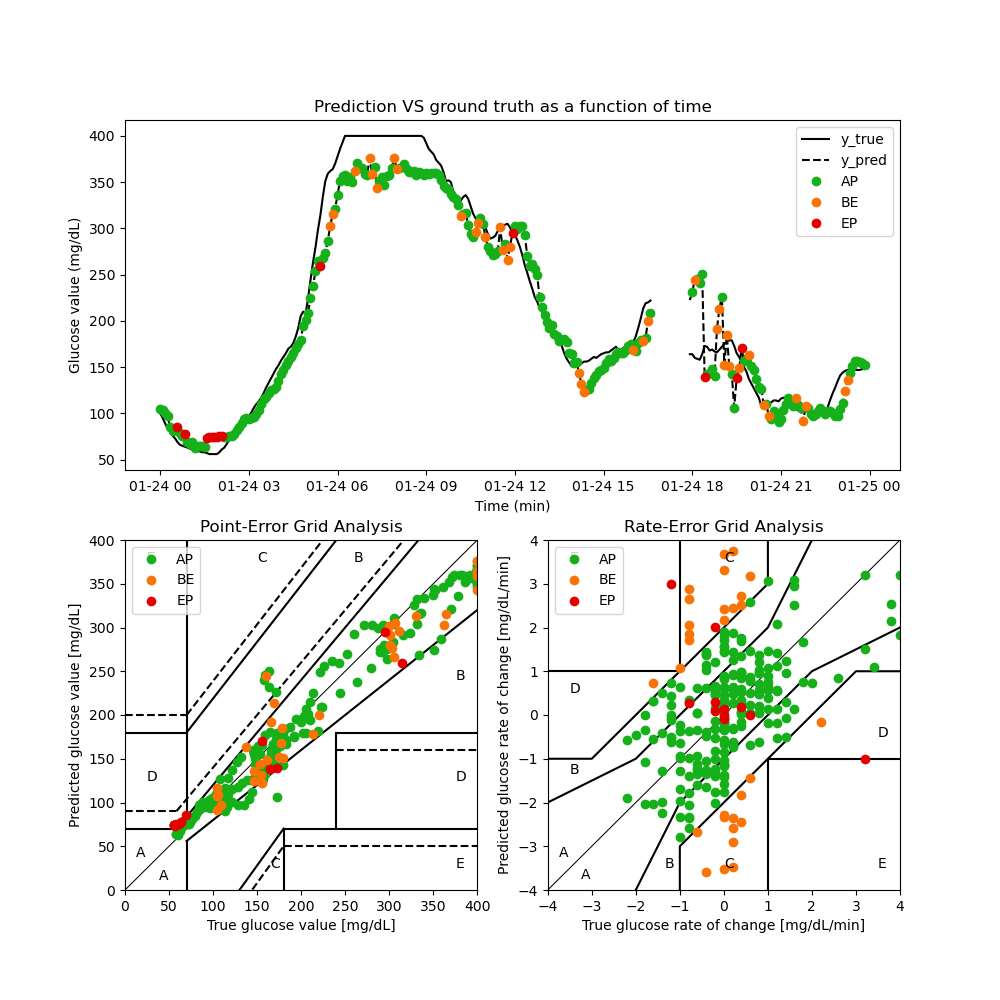 Prediction VS ground truth as a function of time
Glucose value (mg/dL)
400
350
300
250
200
150
100
50
y_true
y_pred
AP
BE
EP
01-24 00
01-24 03
01-24 06
01-24 09
01-24 12
01-24 15
01-24 18
01-24 21
01-25 00
Time (min)
Point-Error Grid Analysis
Predicted glucose value [mg/dL]
400
350
300
250
200
150
100
50
0
AP
BE
EP
C
B
B
D
D
A
A
C
E
0
50
100
150
200
250
300
350
400
True glucose value [mg/dL]
Rate-Error Grid Analysis
Predicted glucose rate of change [mg/dL/min]
4
3
2
1
0
−1
−2
−3
−4
AP
BE
EP
C
D
D
B
A
A
B
C
E
−4
−3
−2
−1
0
1
2
3
4
True glucose rate of change [mg/dL/min]